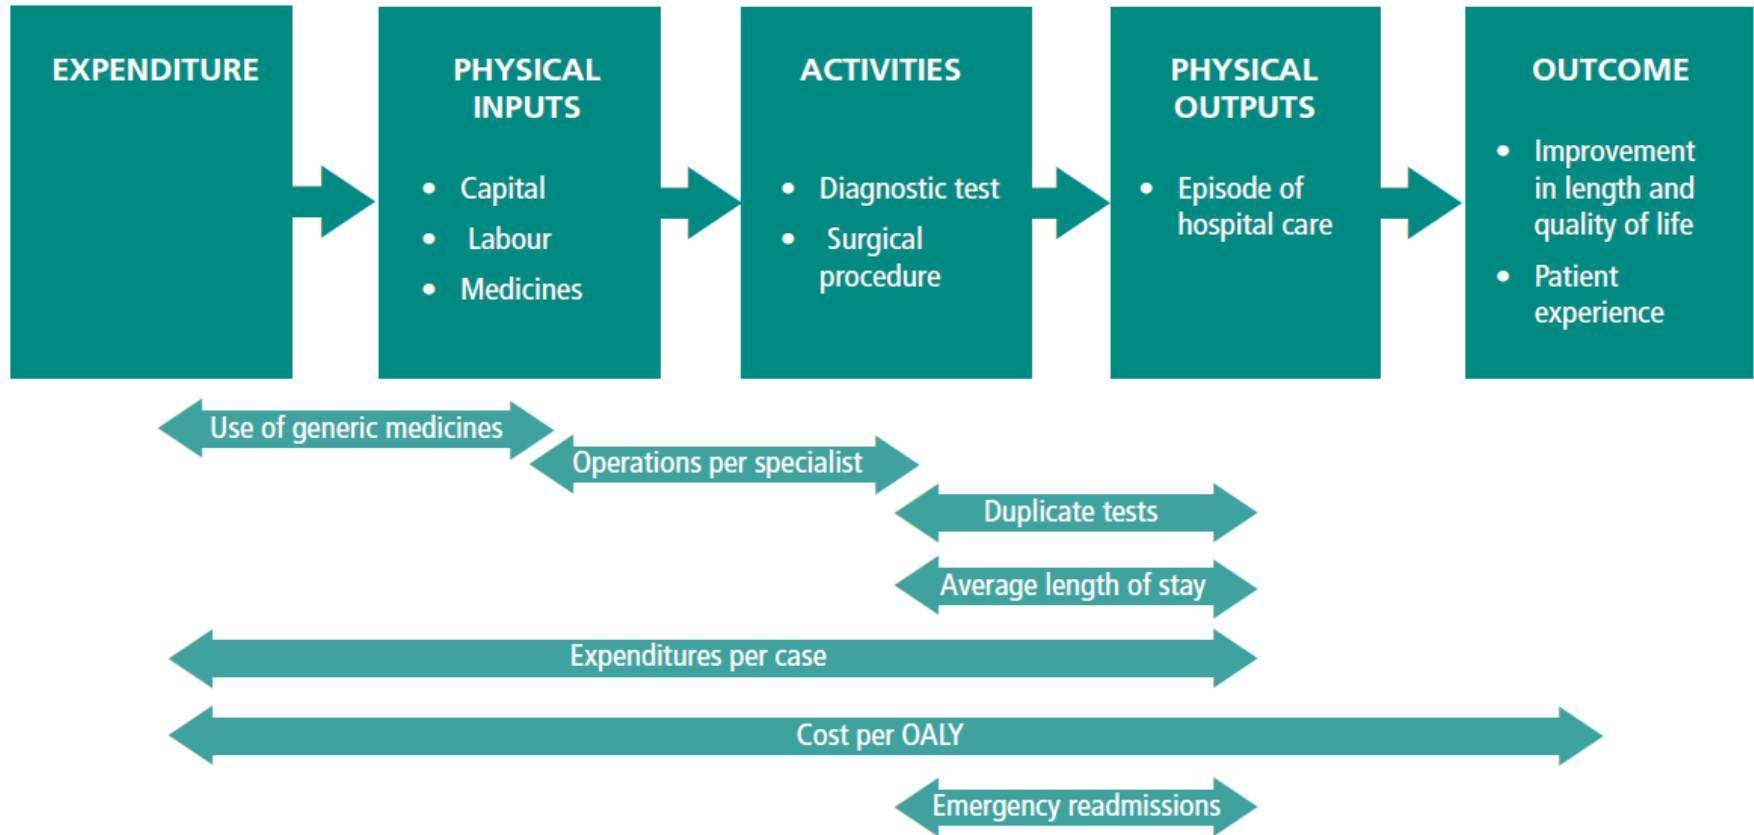 EXPENDITURE
PHYSICAL
INPUTS
• Capital
• Labour
• Medicines
ACTIVITIES
• Diagnostic test
• Surgical
procedure
PHYSICAL
OUTPUTS
• Episode of
hospital care
OUTCOME
• Improvement
in length and
quality of life
• Patient
experience
Use of generic medicines
Operations per specialist
Duplicate tests
Average length of stay
Expenditures per case
Cost per OALY
Emergency readmissions